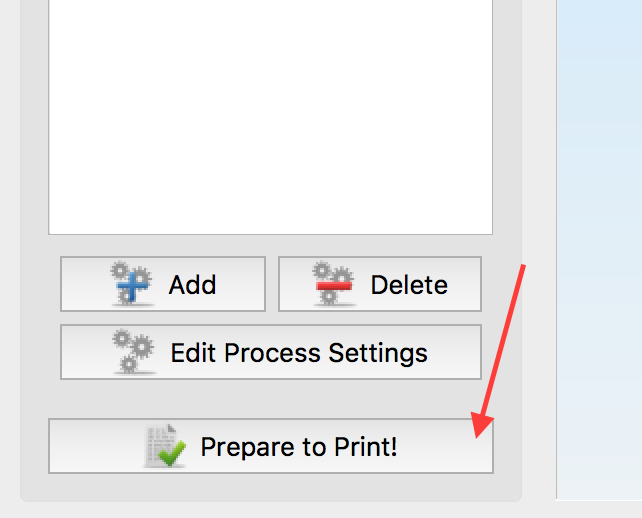 Add
Delete
Edit Process Settings
Prepare to Print!